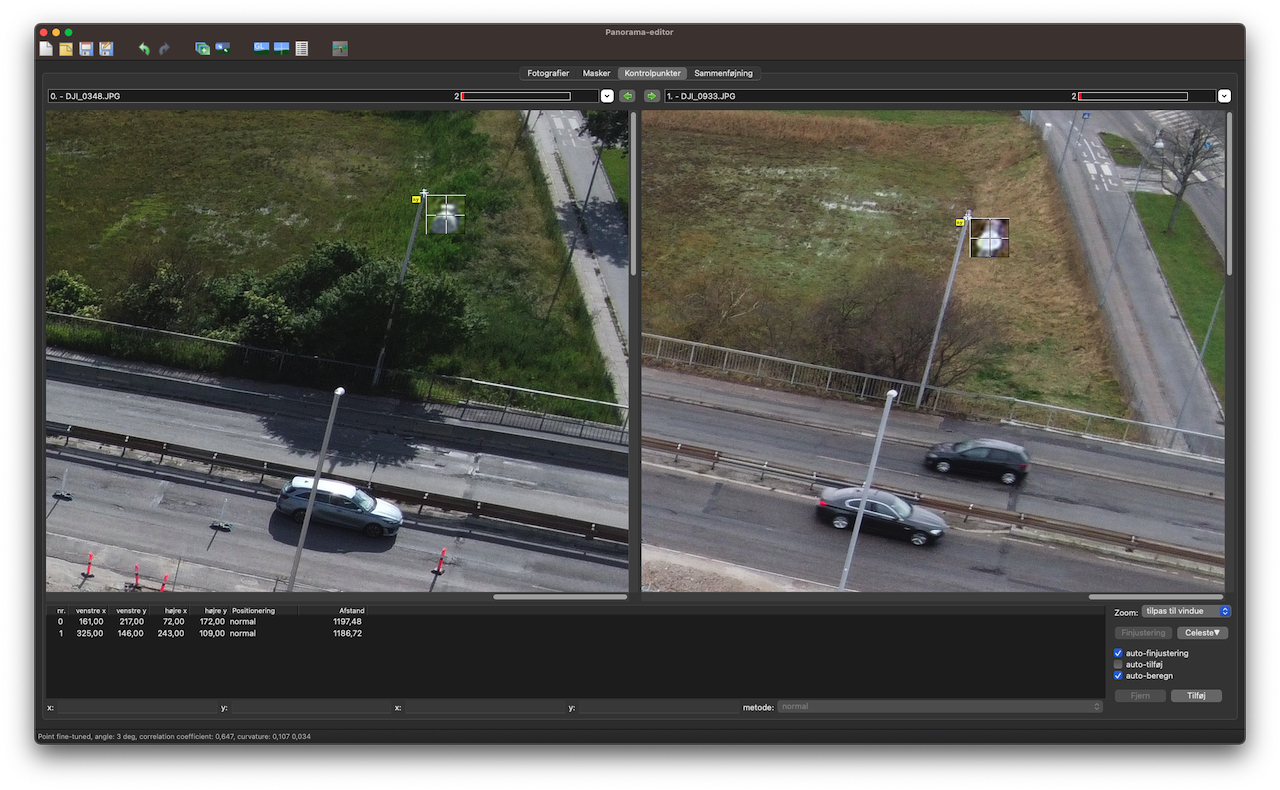 Panorama-editor
GL
Fotografier Masker Kontrolpunkter Sammenføjning
0. - DJI_0348.JPG 2 1. - DJI_0933.JPG 2
ny ny
nr. venstre x venstre y højre x højre y Positionering Afstand
0 161,00 217,00 72,00 172,00 normal 1197,48
1 325,00 146,00 243,00 109,00 normal 1186,72
Zoom: tilpas til vindue
Finjustering Celeste▼
auto-finjustering
auto-tilføj
auto-beregn
Fjern Tilføj
x: y: x: y: metode: normal
Point fine-tuned, angle: 3 deg, correlation coefficient: 0,647, curvature: 0,107 0,034